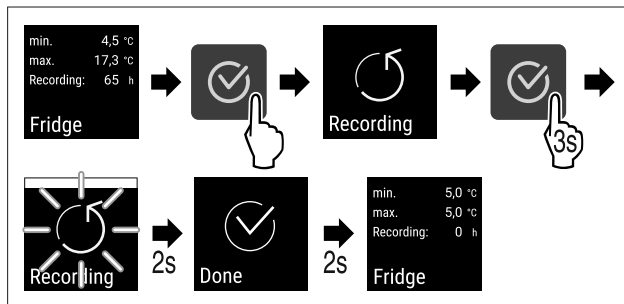 min. 4,5 °C
max. 17,3 °C
Recording: 65 h
Fridge
Recording
3s
Recording
2s
Done
2s
min. 5,0 °C
max. 5,0 °C
Recording: 0 h
Fridge